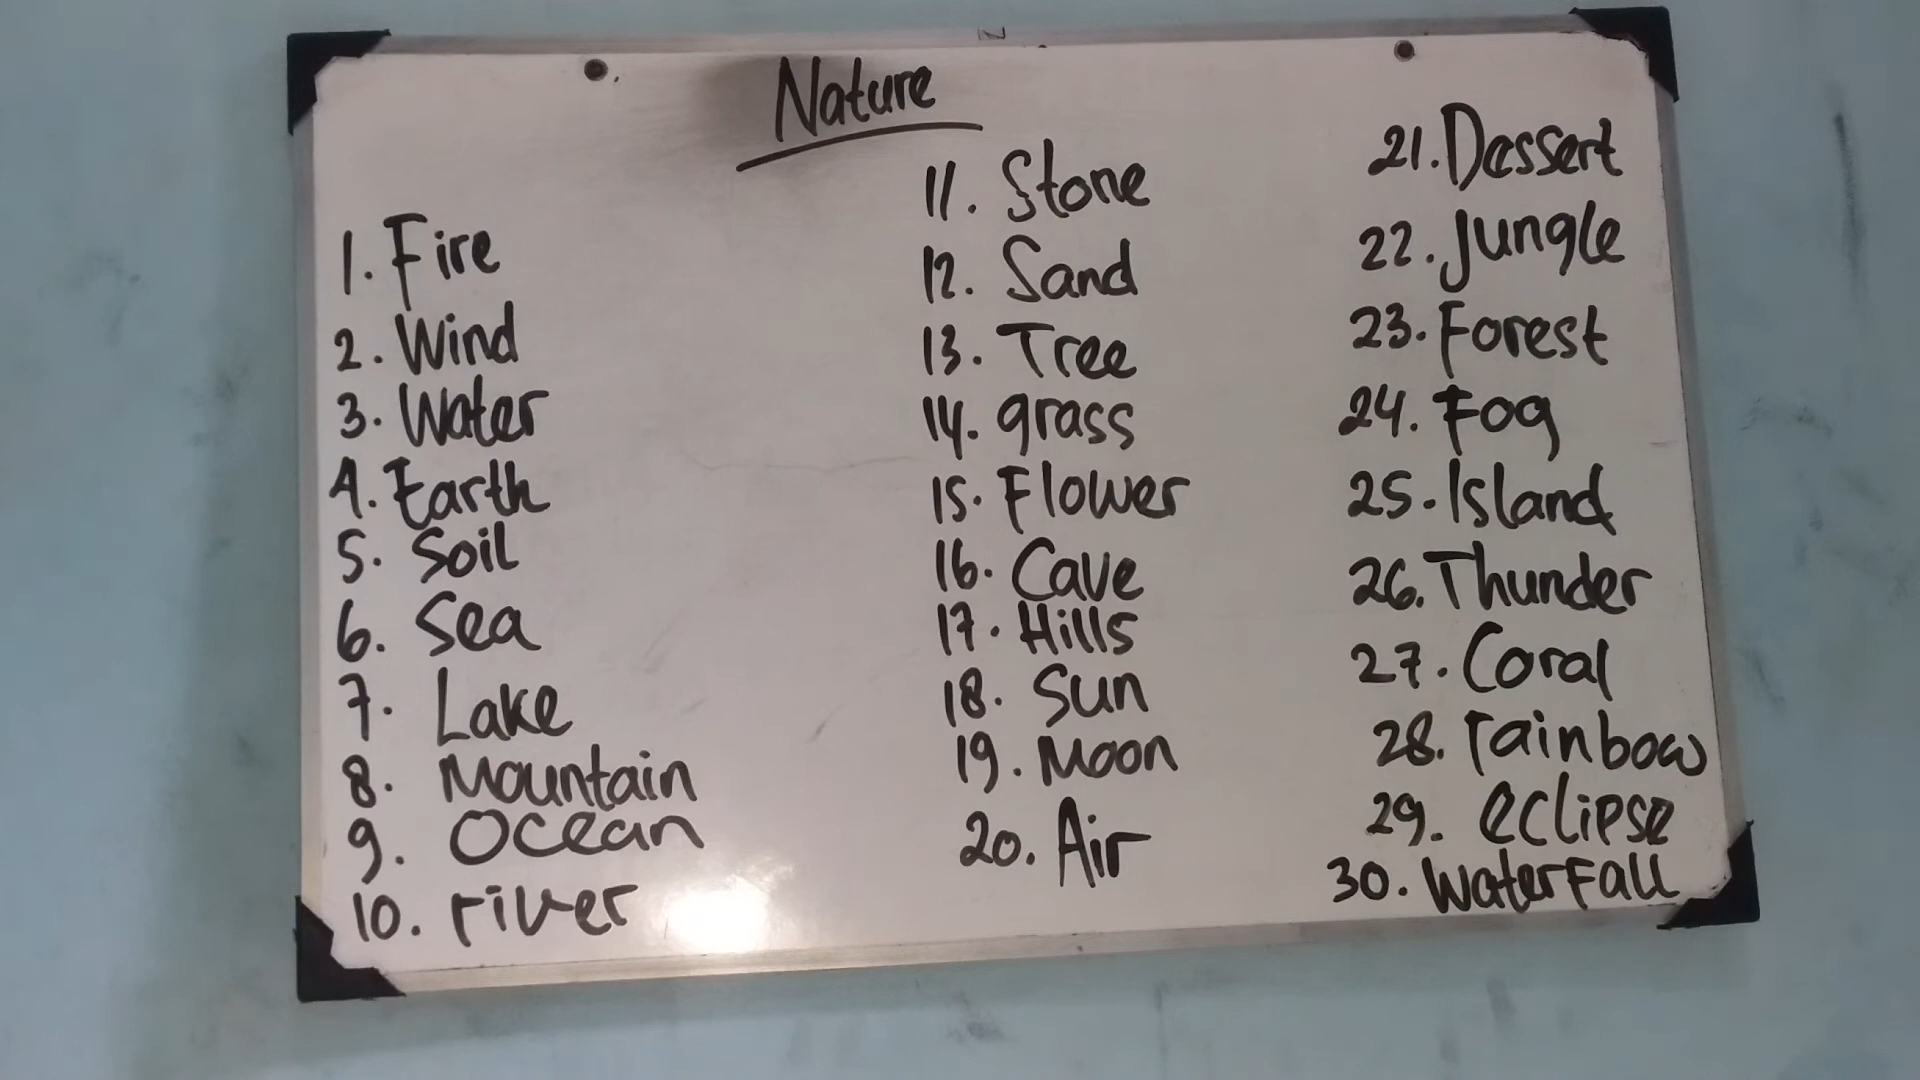 Nature
1. Fire
2. Wind
3. Water
4. Earth
5. Soil
6. Sea
7. Lake
8. Mountain
9. Ocean
10. river
11. Stone
12. Sand
13. Tree
14. grass
15. Flower
16. Cave
17. Hills
18. Sun
19. Moon
20. Air
21. Dessert
22. Jungle
23. Forest
24. Fog
25. Island
26. Thunder
27. Coral
28. rainbow
29. eclipse
30. waterFall